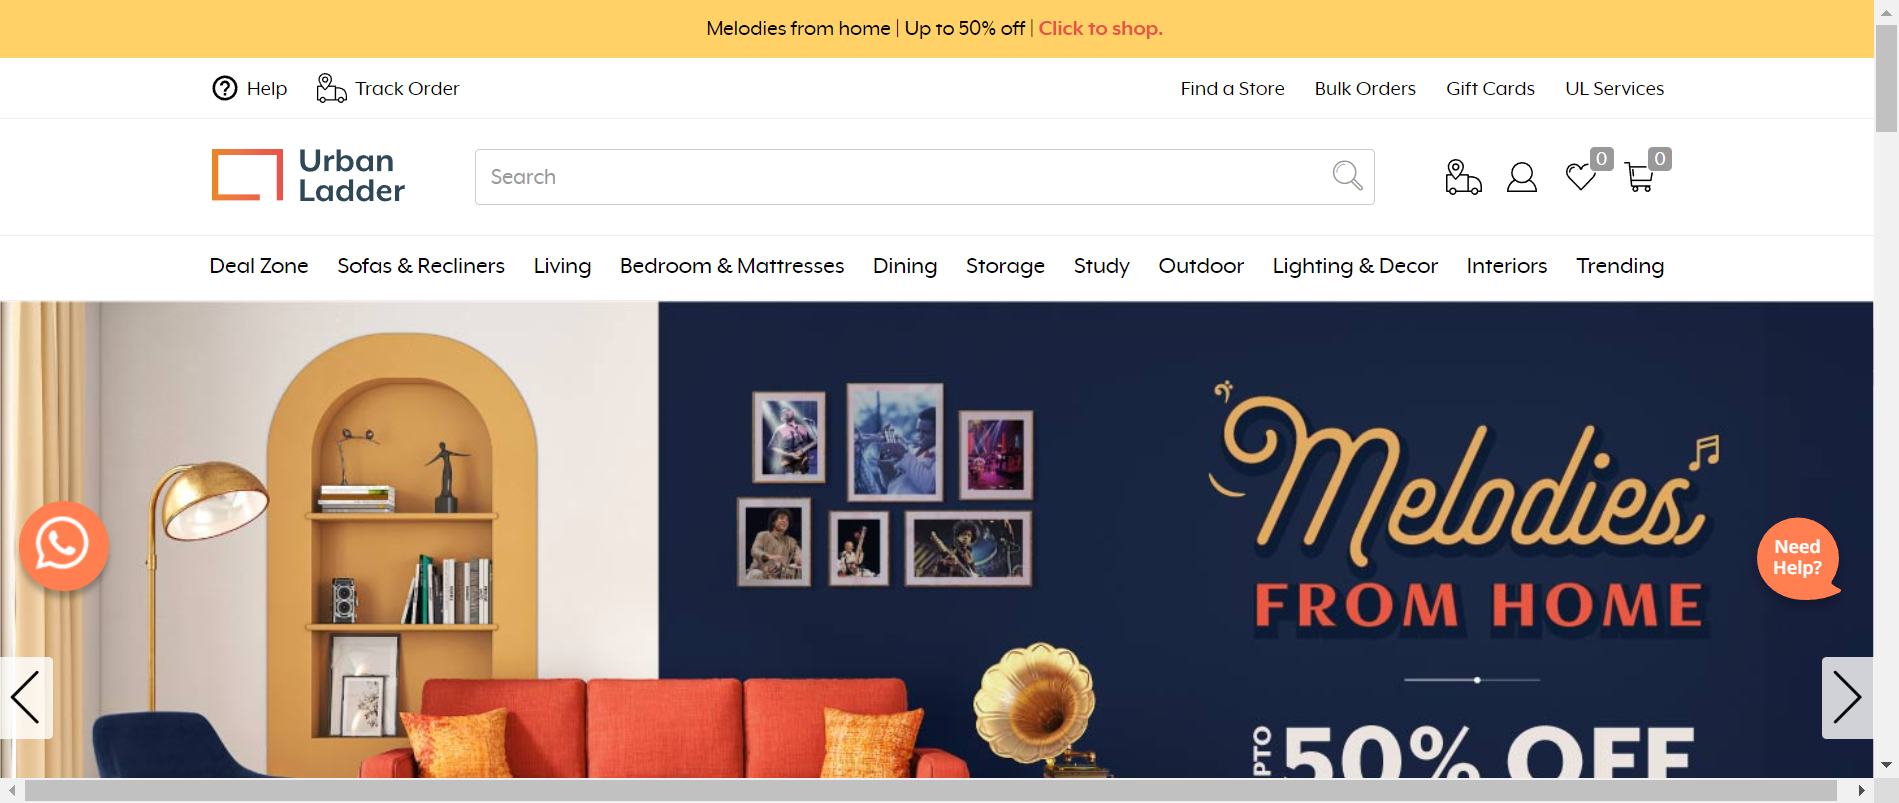 Melodies from home | Up to 50% off | Click to shop.
Help Track Order Find a Store Bulk Orders Gift Cards UL Services
Urban
Ladder
Search
0 0
Deal Zone Sofas & Recliners Living Bedroom & Mattresses Dining Storage Study Outdoor Lighting & Decor Interiors Trending
Melodies
FROM HOME
Need
Help?
50% OFF